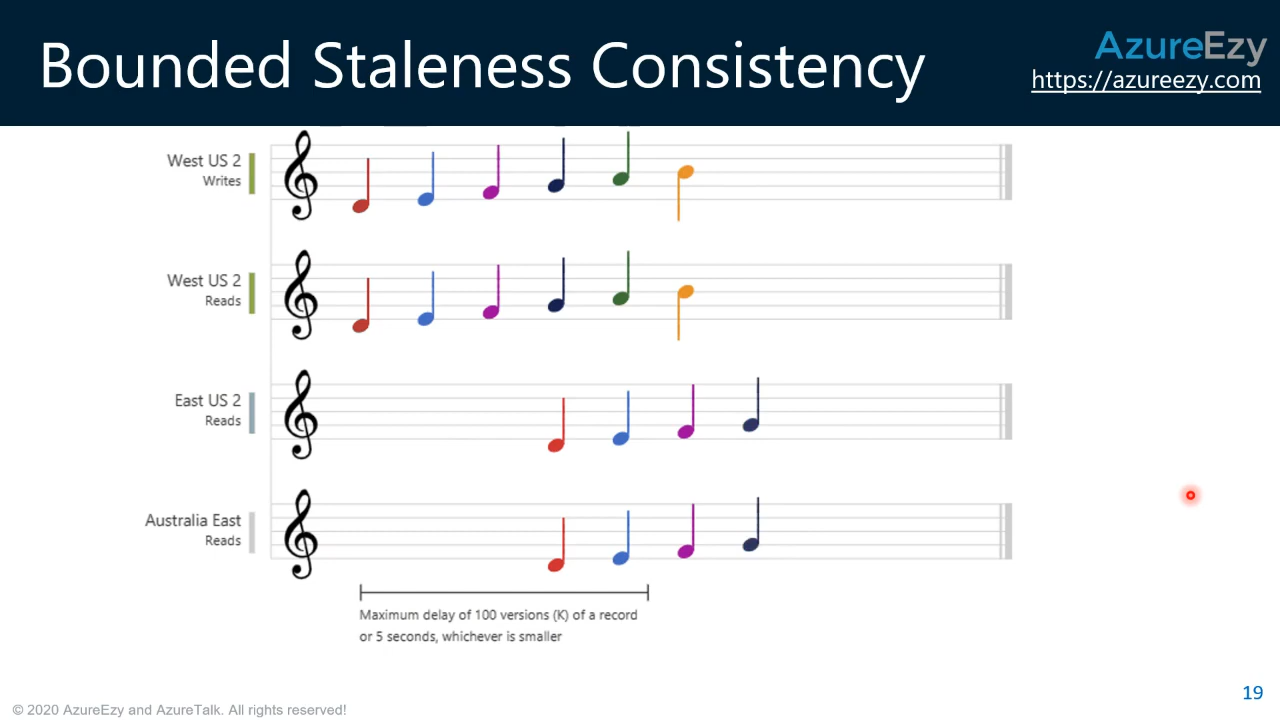 Bounded Staleness Consistency
AzureEzy
https://azureezy.com
West US 2
Writes
West US 2
Reads
East US 2
Reads
Australia East
Reads
Maximum delay of 100 versions (K) of a record
or 5 seconds, whichever is smaller
19
© 2020 AzureEzy and AzureTalk. All rights reserved!